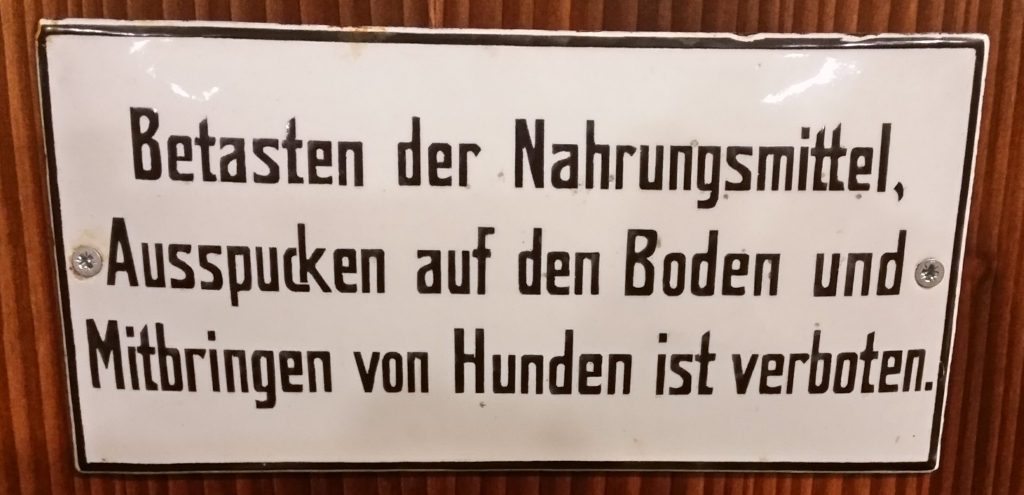 Betasten der Nahrungsmittel,
Ausspucken auf den Boden und
Mitbringen von Hunden ist verboten.